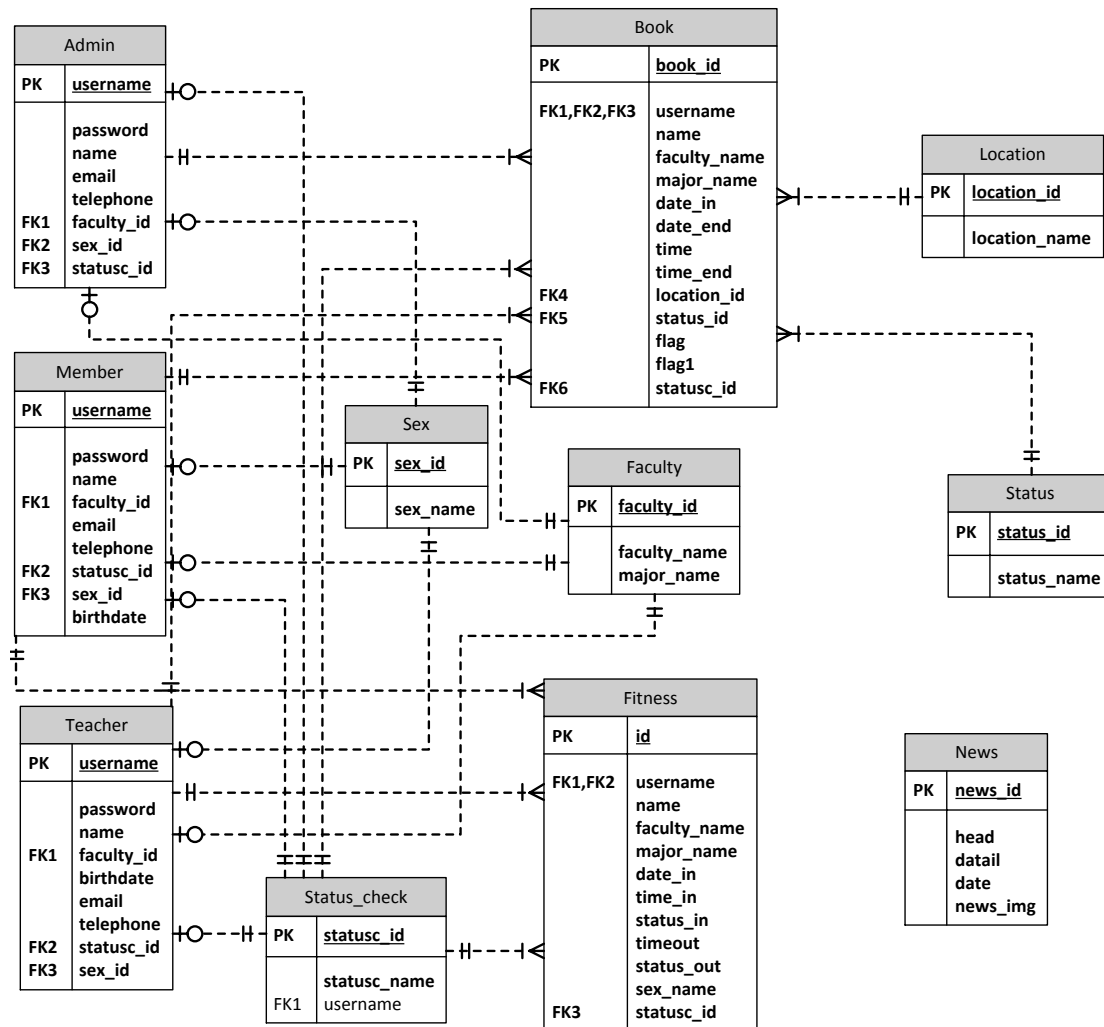 Admin
PK username
password
name
email
telephone
FK1 faculty_id
FK2 sex_id
FK3 statusc_id
Book
PK book_id
FK1,FK2,FK3 username
name
faculty_name
major_name
date_in
date_end
time
time_end
FK4 location_id
FK5 status_id
flag
flag1
FK6 statusc_id
Location
PK location_id
location_name
Member
PK username
password
name
FK1 faculty_id
email
telephone
FK2 statusc_id
FK3 sex_id
birthdate
Sex
PK sex_id
sex_name
Faculty
PK faculty_id
faculty_name
major_name
Status
PK status_id
status_name
Teacher
PK username
password
name
FK1 faculty_id
birthdate
email
telephone
FK2 statusc_id
FK3 sex_id
Status_check
PK statusc_id
statusc_name
FK1 username
Fitness
PK id
FK1,FK2 username
name
faculty_name
major_name
date_in
time_in
status_in
timeout
status_out
sex_name
FK3 statusc_id
News
PK news_id
head
datail
date
news_img